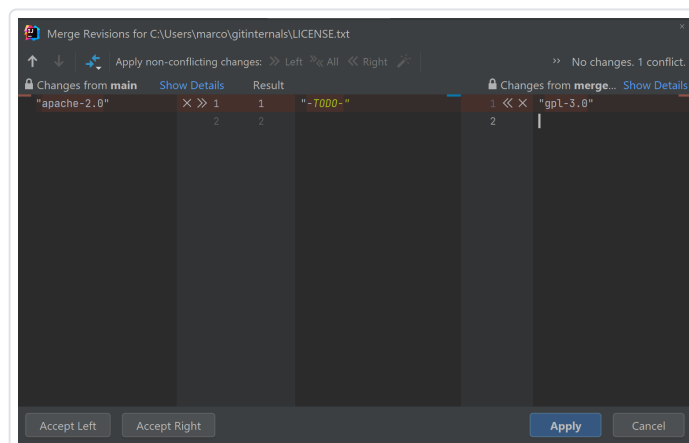 Merge Revisions for C:\Users\marco\gitinternals\LICENSE.txt
Apply non-conflicting changes: Left All Right
No changes. 1 conflict.
Changes from main Show Details Result Changes from merge... Show Details
"apache-2.0" 1 1 "-TODO-" 1 "gpl-3.0"
2 2 2
Accept Left Accept Right Apply Cancel